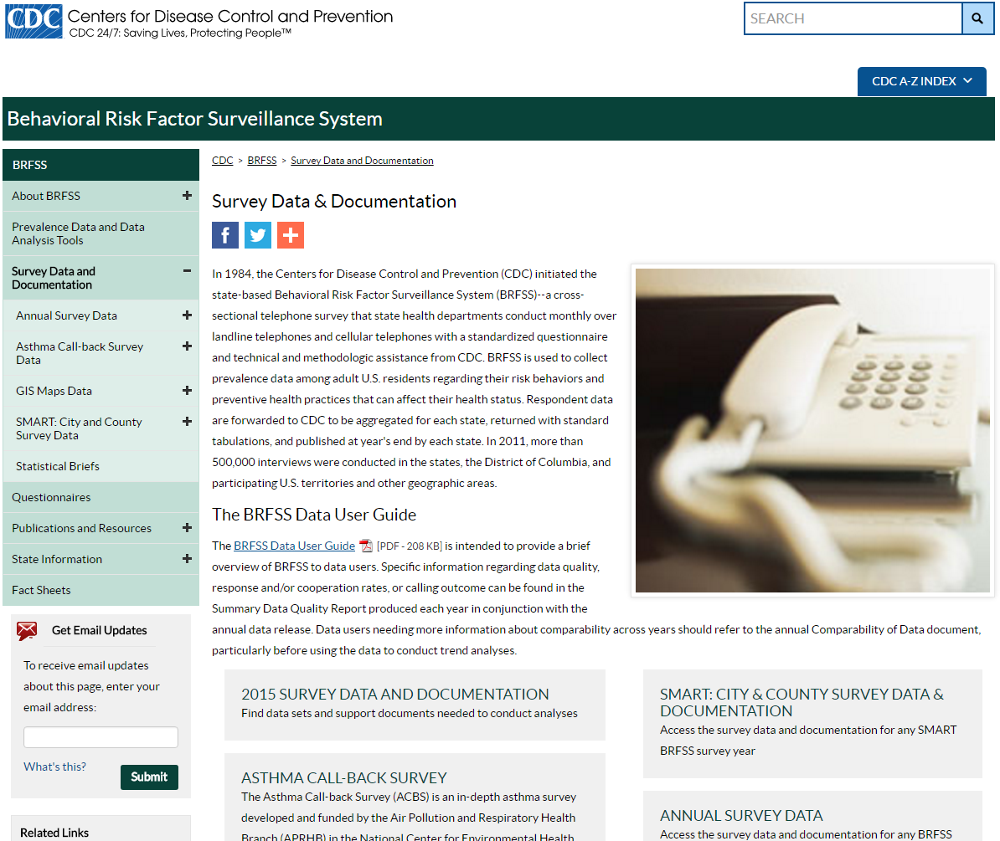 CDC Centers for Disease Control and Prevention
CDC 24/7: Saving Lives, Protecting People™
SEARCH
CDC A-Z INDEX
Behavioral Risk Factor Surveillance System
BRFSS
About BRFSS
Prevalence Data and Data
Analysis Tools
Survey Data and
Documentation
Annual Survey Data
Asthma Call-back Survey
Data
GIS Maps Data
SMART: City and County
Survey Data
Statistical Briefs
Questionnaires
Publications and Resources
State Information
Fact Sheets
Get Email Updates
To receive email updates
about this page, enter your
email address:
What's this?
Submit
Related Links
CDC > BRFSS > Survey Data and Documentation
Survey Data & Documentation
In 1984, the Centers for Disease Control and Prevention (CDC) initiated the
state-based Behavioral Risk Factor Surveillance System (BRFSS)--a cross-
sectional telephone survey that state health departments conduct monthly over
landline telephones and cellular telephones with a standardized questionnaire
and technical and methodologic assistance from CDC. BRFSS is used to collect
prevalence data among adult U.S. residents regarding their risk behaviors and
preventive health practices that can affect their health status. Respondent data
are forwarded to CDC to be aggregated for each state, returned with standard
tabulations, and published at year's end by each state. In 2011, more than
500,000 interviews were conducted in the states, the District of Columbia, and
participating U.S. territories and other geographic areas.
The BRFSS Data User Guide
The BRFSS Data User Guide [PDF - 208 KB] is intended to provide a brief
overview of BRFSS to data users. Specific information regarding data quality,
response and/or cooperation rates, or calling outcome can be found in the
Summary Data Quality Report produced each year in conjunction with the
annual data release. Data users needing more information about comparability across years should refer to the annual Comparability of Data document,
particularly before using the data to conduct trend analyses.
2015 SURVEY DATA AND DOCUMENTATION
Find data sets and support documents needed to conduct analyses
ASTHMA CALL-BACK SURVEY
The Asthma Call-back Survey (ACBS) is an in-depth asthma survey
developed and funded by the Air Pollution and Respiratory Health
Branch (APRHB) in the National Center for Environmental Health
SMART: CITY & COUNTY SURVEY DATA &
DOCUMENTATION
Access the survey data and documentation for any SMART
BRFSS survey year
ANNUAL SURVEY DATA
Access the survey data and documentation for any BRFSS